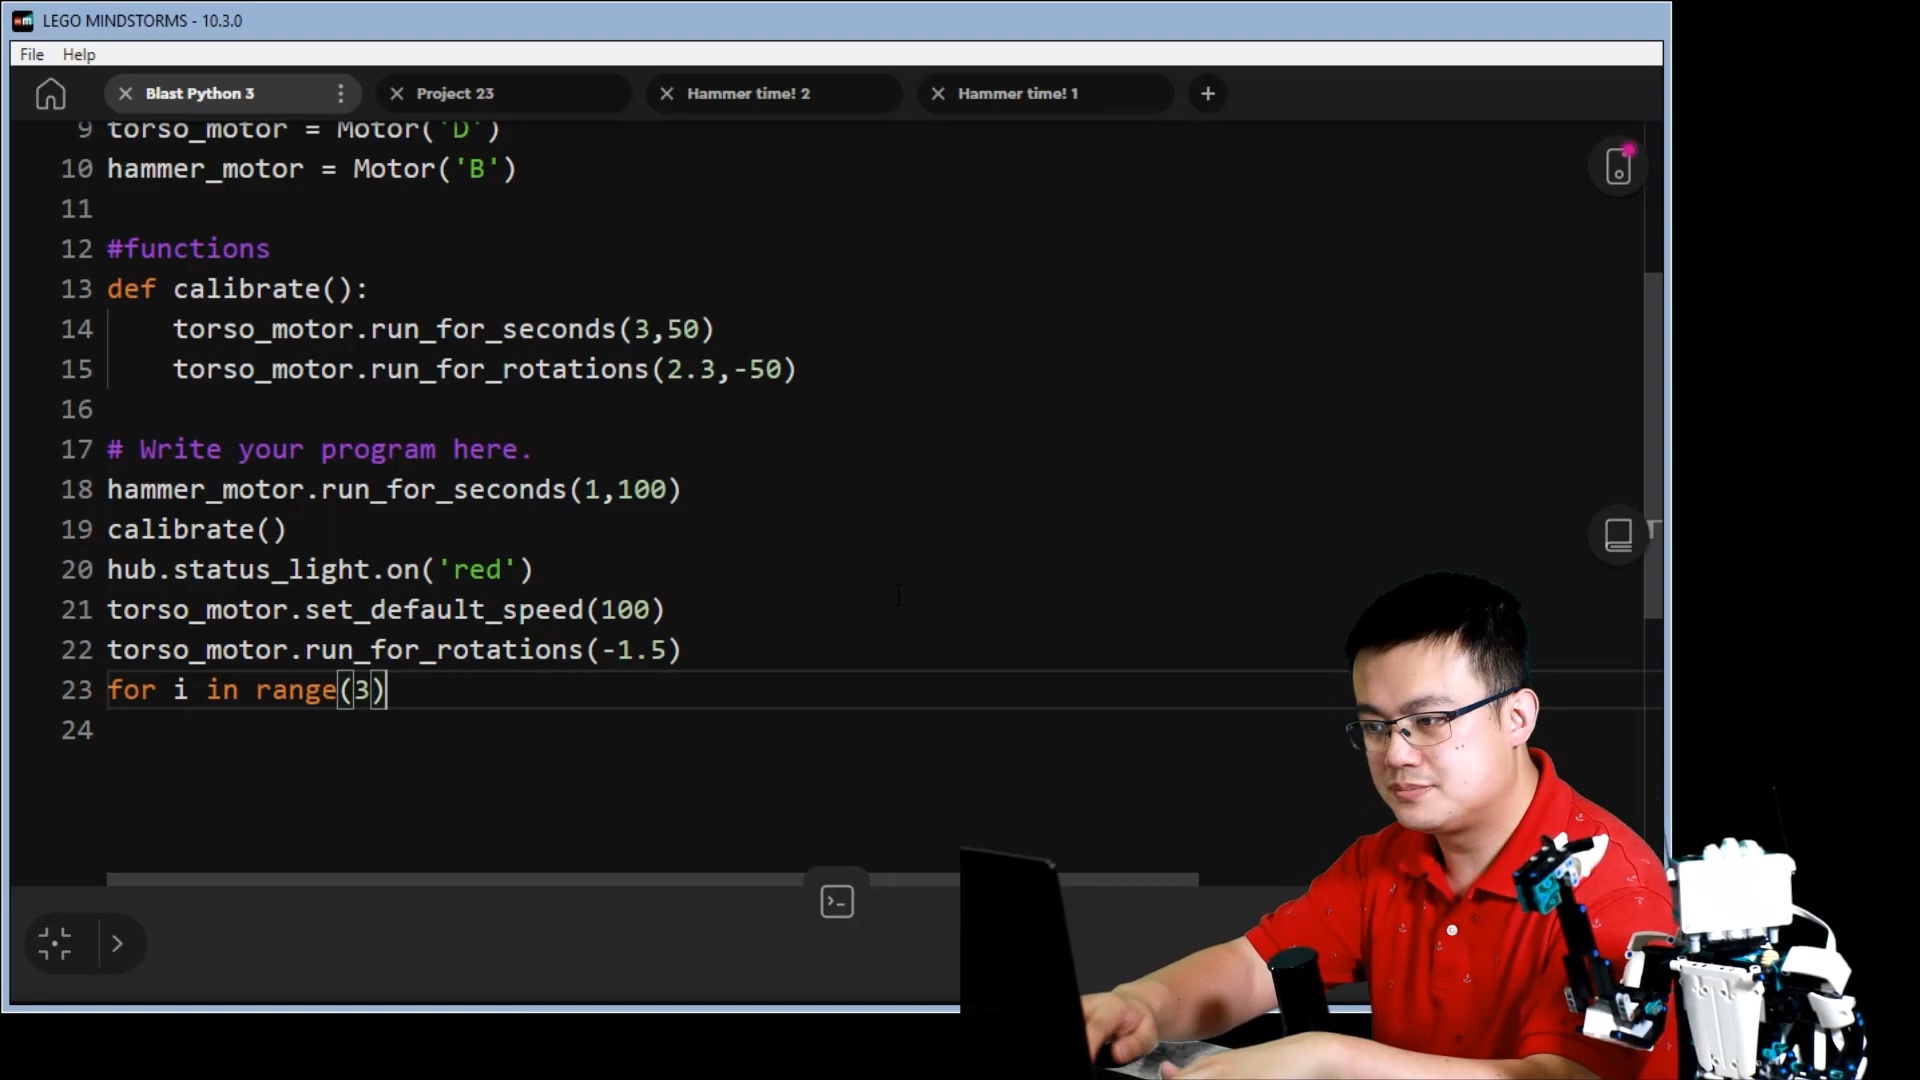 LEGO MINDSTORMS - 10.3.0
File Help
Blast Python 3 Project 23 Hammer time! 2 Hammer time! 1
9 torso_motor = Motor('D')
10 hammer_motor = Motor('B')
11
12 #functions
13 def calibrate():
14 torso_motor.run_for_seconds(3,50)
15 torso_motor.run_for_rotations(2.3,-50)
16
17 # Write your program here.
18 hammer_motor.run_for_seconds(1,100)
19 calibrate()
20 hub.status_light.on('red')
21 torso_motor.set_default_speed(100)
22 torso_motor.run_for_rotations(-1.5)
23 for i in range(3)
24